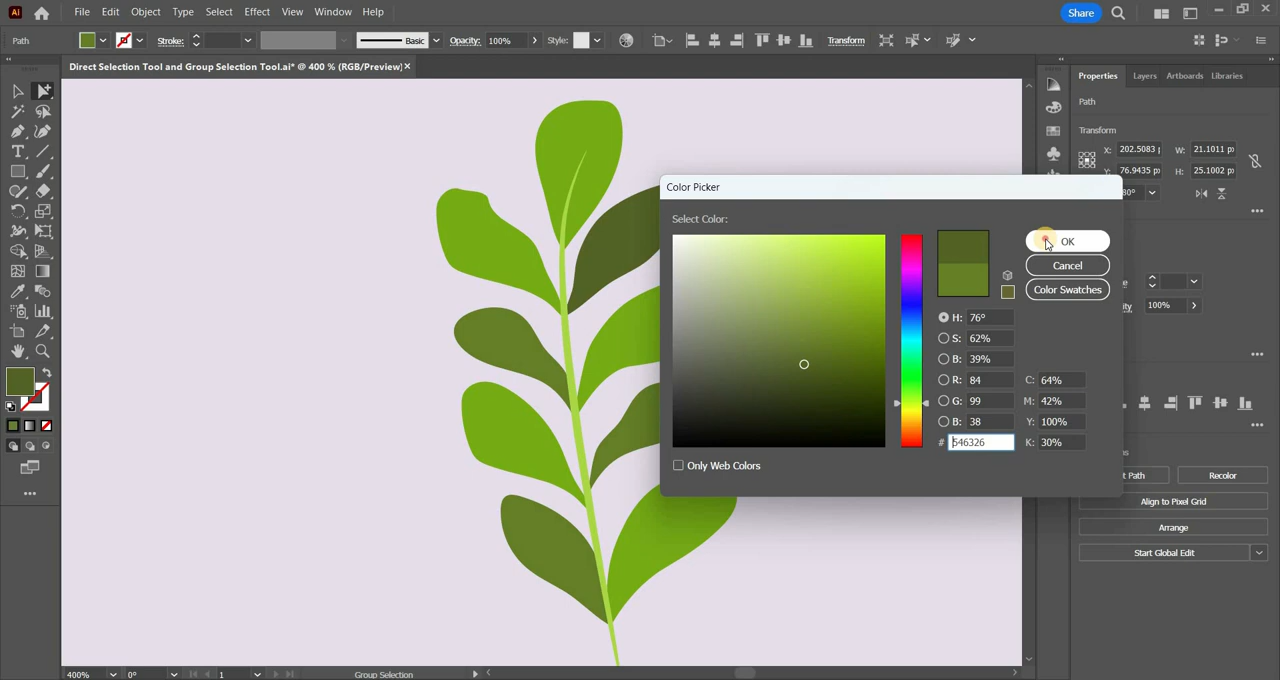 Ai File Edit Object Type Select Effect View Window Help Share
Path Stroke: Basic Opacity: 100% Style: Transform
Direct Selection Tool and Group Selection Tool.ai* @ 400 % (RGB/Preview) ×
Properties Layers Artboards Libraries
Path
Transform
X: 202.5083 W: 21.1011 px
Y: 76.9435 H: 25.1002 px
Color Picker
Select Color:
OK
Cancel
Color Swatches
H: 76°
S: 62%
B: 39%
R: 84 C: 64%
G: 99 M: 42%
B: 38 Y: 100%
# 546326 K: 30%
Only Web Colors
100%
Path Recolor
Align to Pixel Grid
Arrange
Start Global Edit
400% 0° 1 Group Selection